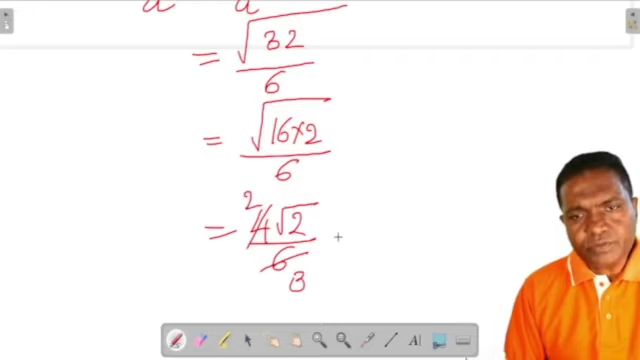 a a
= √32 / 6
= √16×2 / 6
= 2 4√2 / 6 3
A|